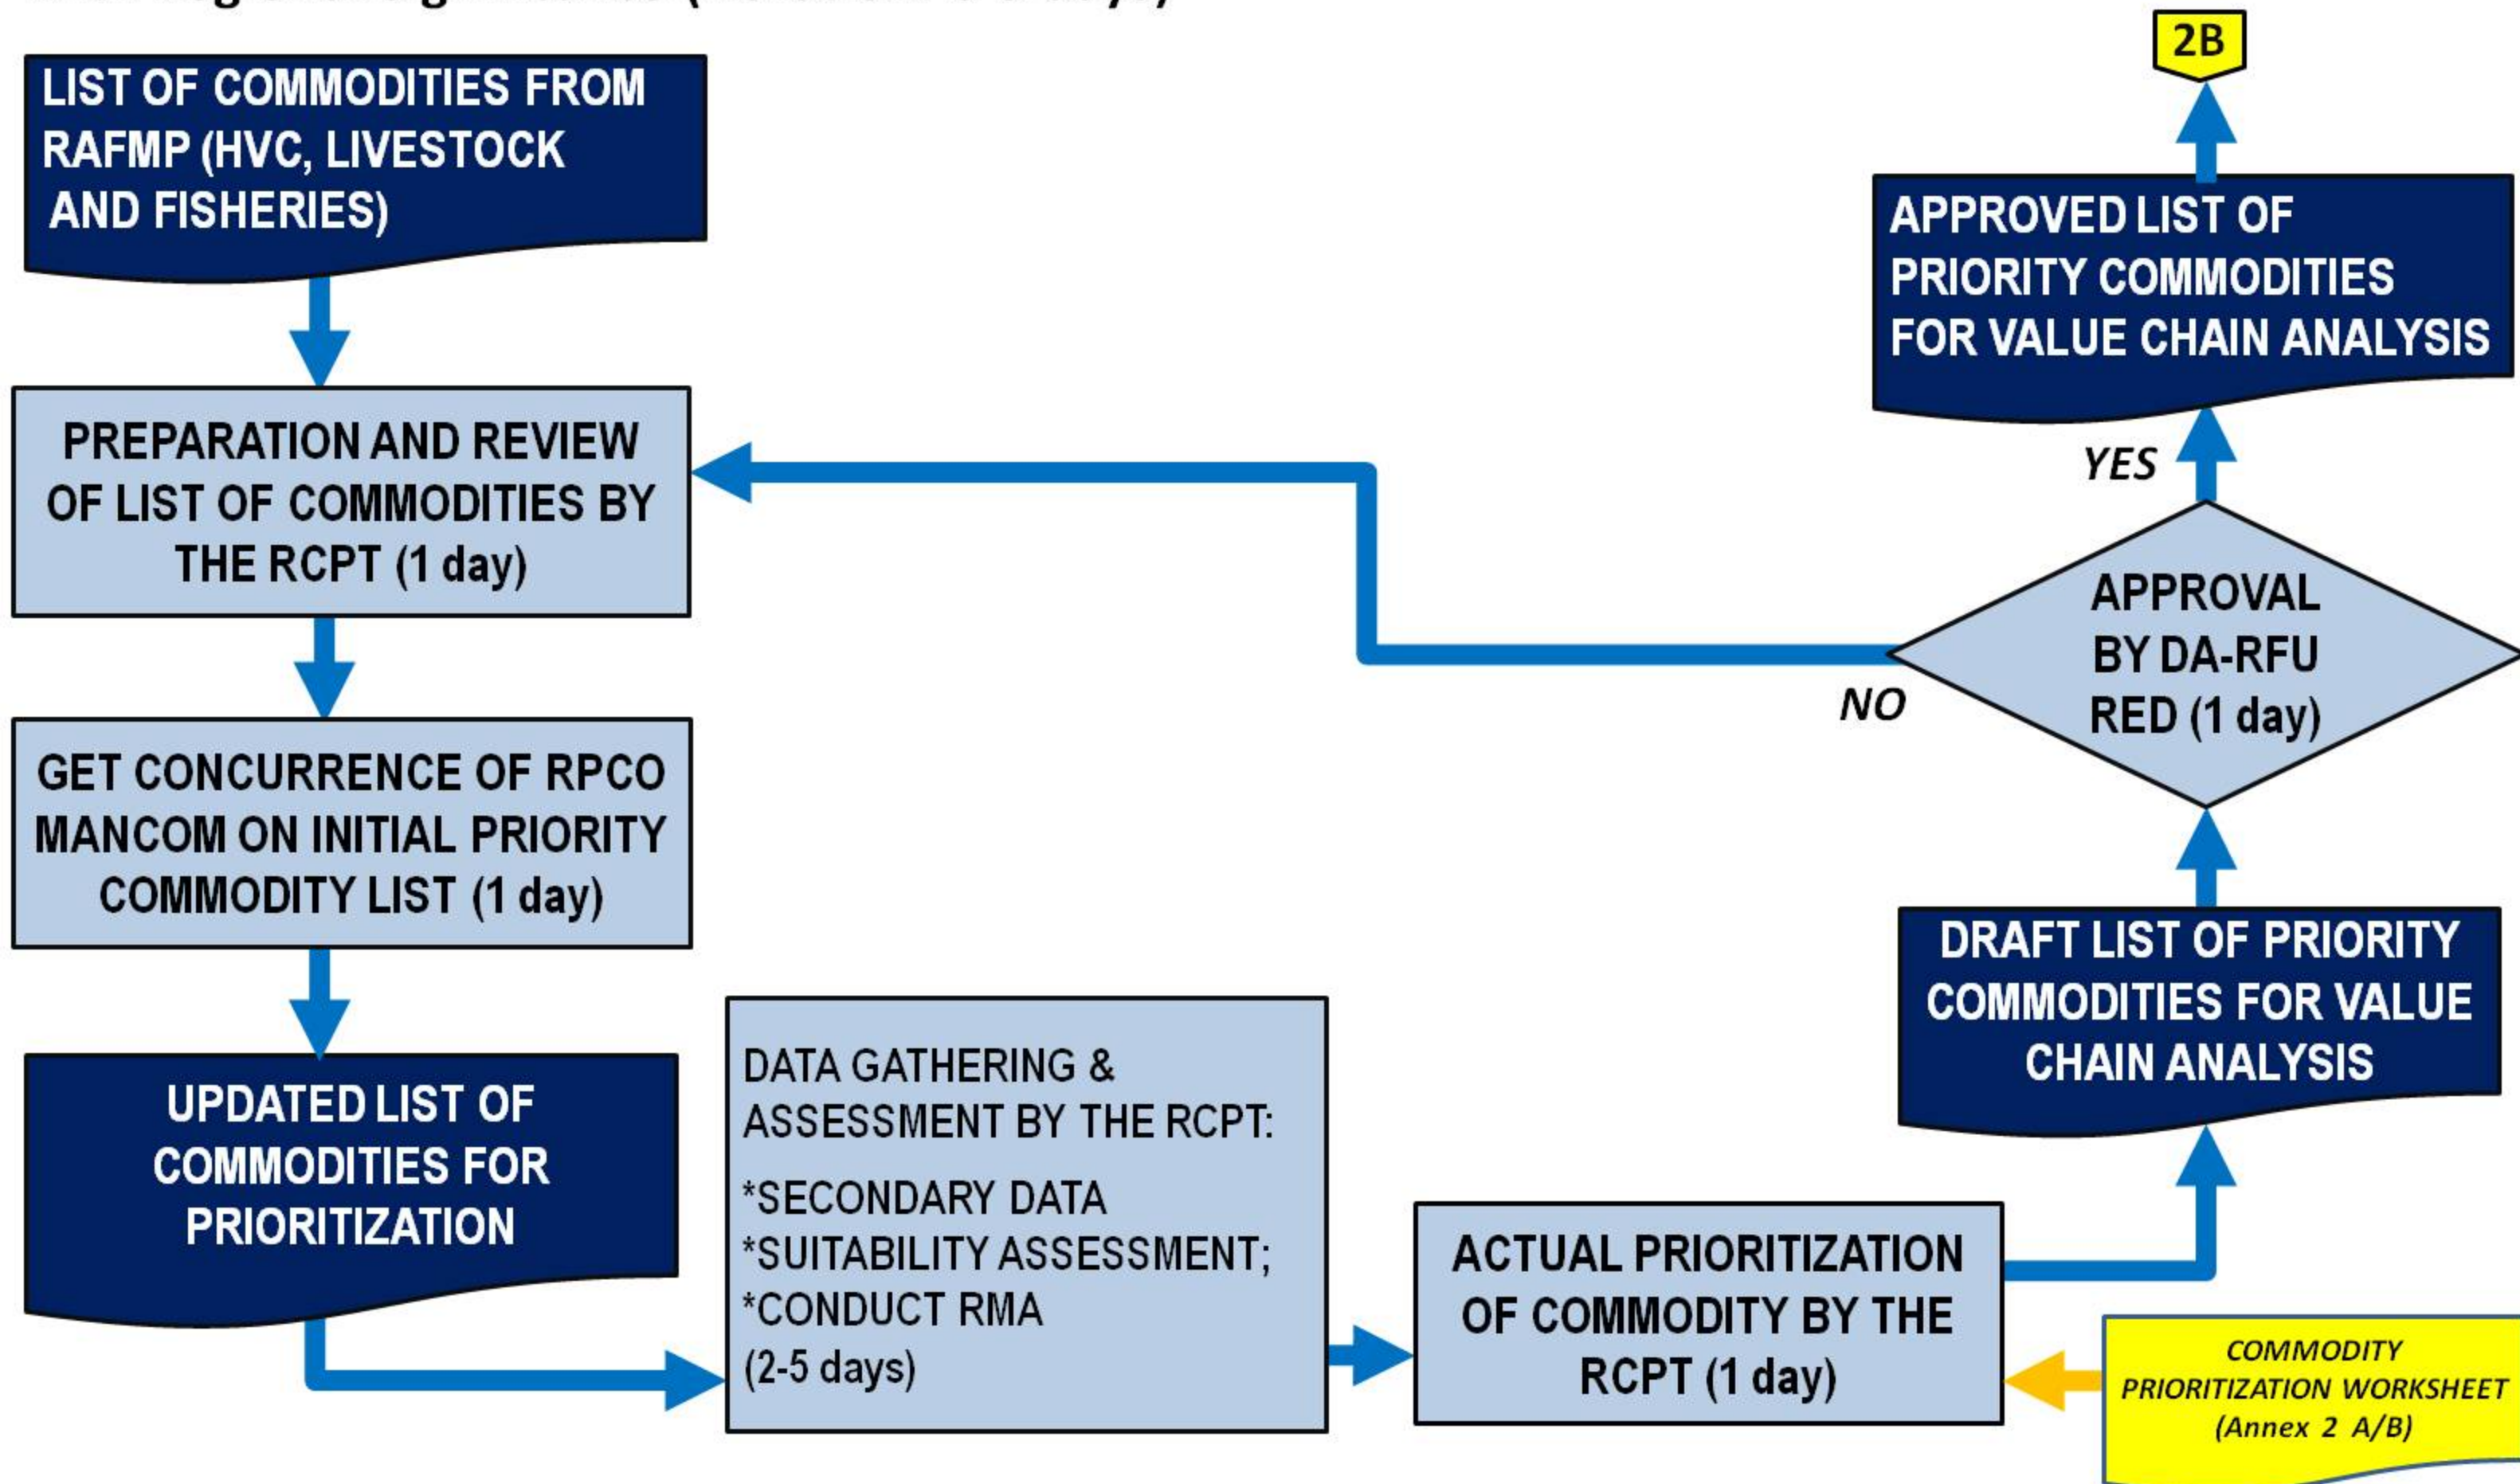 2B
LIST OF COMMODITIES FROM
RAFMP (HVC, LIVESTOCK
AND FISHERIES)
PREPARATION AND REVIEW
OF LIST OF COMMODITIES BY
THE RCPT (1 day)
GET CONCURRENCE OF RPCO
MANCOM ON INITIAL PRIORITY
COMMODITY LIST (1 day)
UPDATED LIST OF
COMMODITIES FOR
PRIORITIZATION
DATA GATHERING &
ASSESSMENT BY THE RCPT:
*SECONDARY DATA
*SUITABILITY ASSESSMENT;
*CONDUCT RMA
(2-5 days)
ACTUAL PRIORITIZATION
OF COMMODITY BY THE
RCPT (1 day)
COMMODITY
PRIORITIZATION WORKSHEET
(Annex 2 A/B)
DRAFT LIST OF PRIORITY
COMMODITIES FOR VALUE
CHAIN ANALYSIS
APPROVAL
BY DA-RFU
RED (1 day)
NO
YES
APPROVED LIST OF
PRIORITY COMMODITIES
FOR VALUE CHAIN ANALYSIS